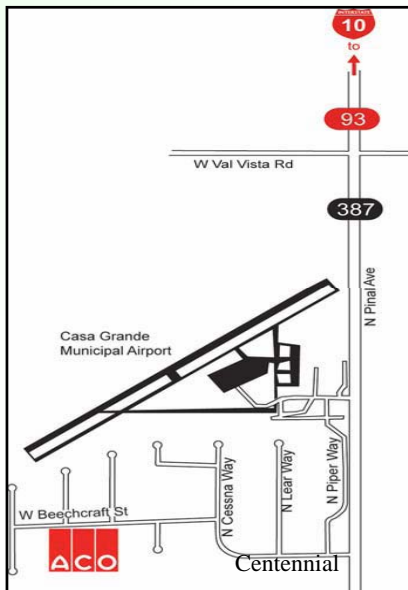 INTERSTATE
10
to
93
W Val Vista Rd
387
N Pinal Ave
Casa Grande
Municipal Airport
N Cessna Way
N Lear Way
N Piper Way
W Beechcraft St
ACO
Centennial